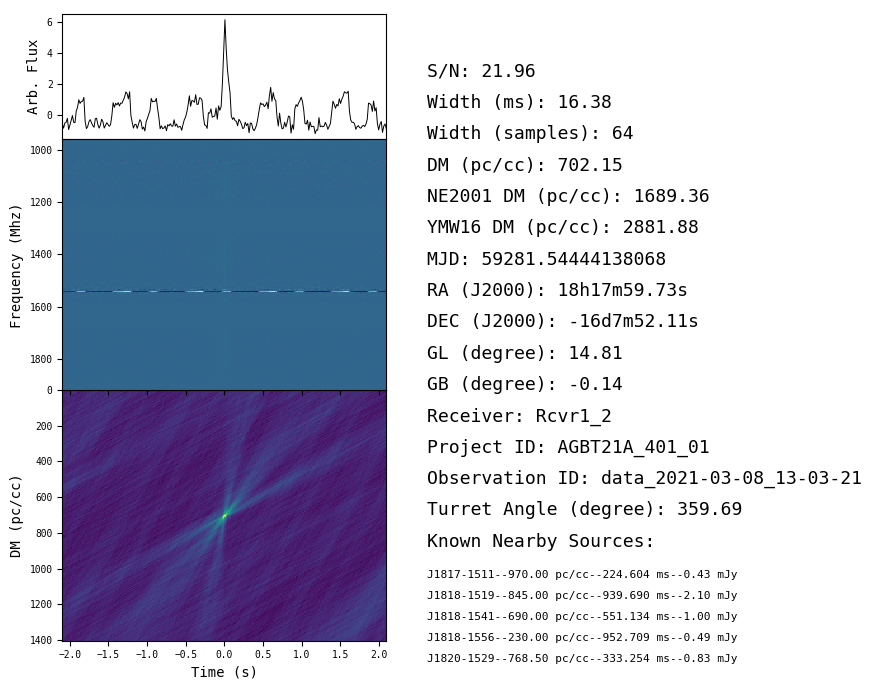 6
4
2
0
Arb. Flux
1000
1200
1400
1600
1800
Frequency (Mhz)
0
200
400
600
800
1000
1200
1400
DM (pc/cc)
−2.0 −1.5 −1.0 −0.5 0.0 0.5 1.0 1.5 2.0
Time (s)
S/N: 21.96
Width (ms): 16.38
Width (samples): 64
DM (pc/cc): 702.15
NE2001 DM (pc/cc): 1689.36
YMW16 DM (pc/cc): 2881.88
MJD: 59281.54444138068
RA (J2000): 18h17m59.73s
DEC (J2000): -16d7m52.11s
GL (degree): 14.81
GB (degree): -0.14
Receiver: Rcvr1_2
Project ID: AGBT21A_401_01
Observation ID: data_2021-03-08_13-03-21
Turret Angle (degree): 359.69
Known Nearby Sources:
J1817-1511--970.00 pc/cc--224.604 ms--0.43 mJy
J1818-1519--845.00 pc/cc--939.690 ms--2.10 mJy
J1818-1541--690.00 pc/cc--551.134 ms--1.00 mJy
J1818-1556--230.00 pc/cc--952.709 ms--0.49 mJy
J1820-1529--768.50 pc/cc--333.254 ms--0.83 mJy